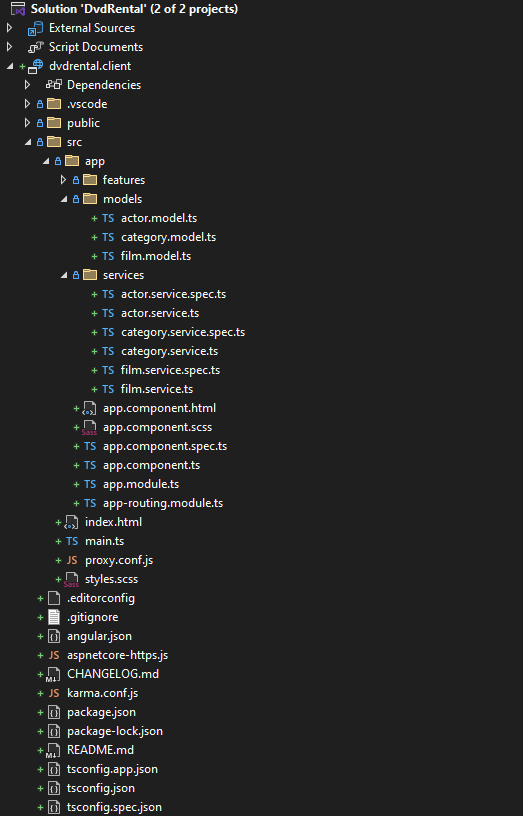 Solution 'DvdRental' (2 of 2 projects)
External Sources
Script Documents
dvdrental.client
Dependencies
.vscode
public
src
app
features
models
TS actor.model.ts
TS category.model.ts
TS film.model.ts
services
TS actor.service.spec.ts
TS actor.service.ts
TS category.service.spec.ts
TS category.service.ts
TS film.service.spec.ts
TS film.service.ts
app.component.html
Sass app.component.scss
TS app.component.spec.ts
TS app.component.ts
TS app.module.ts
TS app-routing.module.ts
index.html
TS main.ts
JS proxy.conf.js
Sass styles.scss
.editorconfig
.gitignore
angular.json
JS aspnetcore-https.js
M↓ CHANGELOG.md
JS karma.conf.js
package.json
package-lock.json
M↓ README.md
tsconfig.app.json
tsconfig.json
tsconfig.spec.json